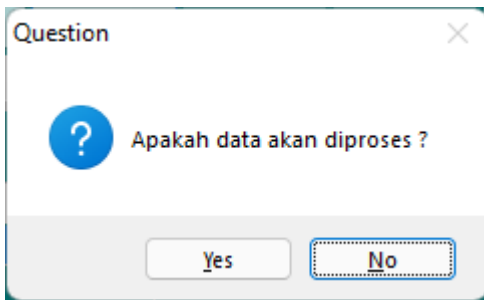 Question
Apakah data akan diproses ?
Yes
No